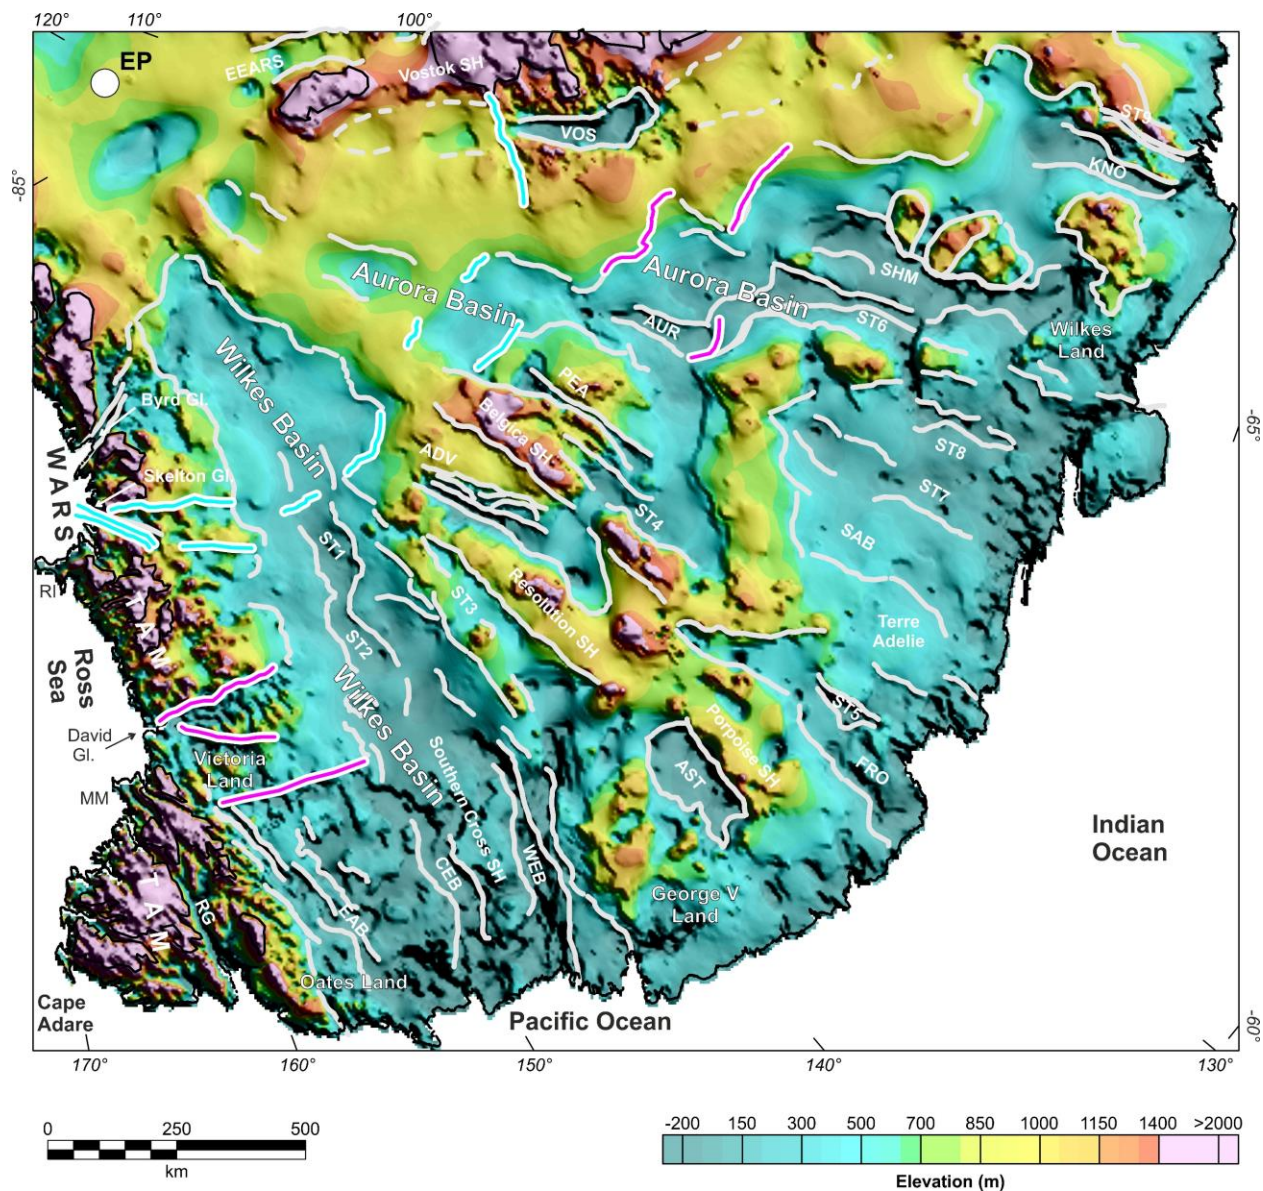 120° 110° 100°
EP
EEARS
Vostok SH
VOS
ST9
KNO
-85°
Aurora Basin
Aurora Basin
SHM
AUR
ST6
Wilkes
Land
Wilkes Basin
PEA
Byrd Gl.
Belgica SH
ADV
ST8
-65°
WARS
Skelton Gl.
ST7
ST4
SAB
ST1
RI
TAM
ST3
Resolution SH
Terre
Adelie
Ross
Sea
ST2
Wilkes Basin
ST5
David
Gl.
Victoria
Land
Southern Cross SH
AST
Porpoise SH
FRO
MM
Indian
Ocean
CEB
WEB
TAM
RG
EAB
George V
Land
Oates Land
Cape
Adare
Pacific Ocean
-60°
170° 160° 150° 140° 130°
0 250 500
km
-200 150 300 500 700 850 1000 1150 1400 >2000
Elevation (m)